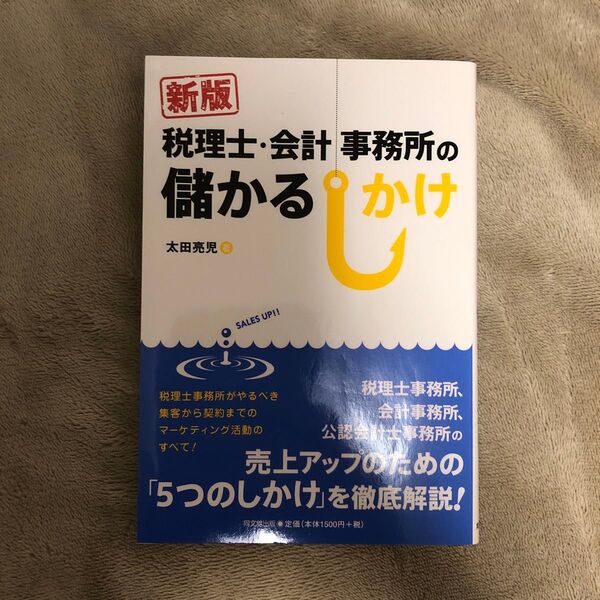 新版
税理士・会計事務所の
儲かるしかけ
太田亮児 著
SALES UP!!
税理士事務所がやるべき
集客から契約までの
マーケティング活動の
すべて!
税理士事務所、
会計事務所、
公認会計士事務所の
売上アップのための
「5つのしかけ」を徹底解説!
同文舘出版 定価(本体1500円+税)